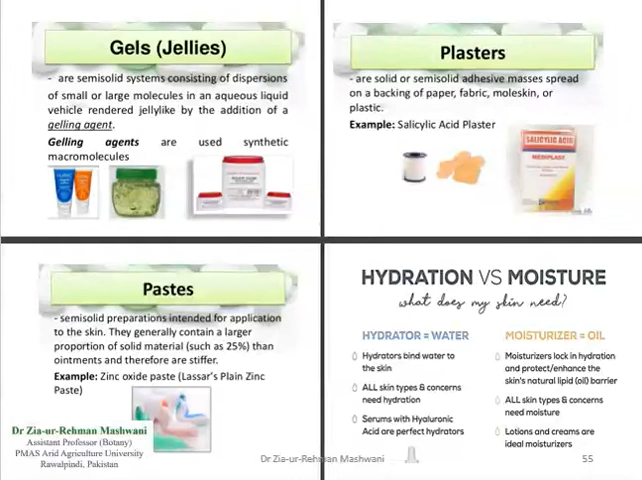 Gels (Jellies)
- are semisolid systems consisting of dispersions
of small or large molecules in an aqueous liquid
vehicle rendered jellylike by the addition of a
gelling agent.
Gelling agents are used synthetic
macromolecules
Plasters
- are solid or semisolid adhesive masses spread
on a backing of paper, fabric, moleskin, or
plastic.
Example: Salicylic Acid Plaster
SALICYLIC ACID
MEDIPLAST
Pastes
- semisolid preparations intended for application
to the skin. They generally contain a larger
proportion of solid material (such as 25%) than
ointments and therefore are stiffer.
Example: Zinc oxide paste (Lassar's Plain Zinc
Paste)
Dr Zia-ur-Rehman Mashwani
Assistant Professor (Botany)
PMAS Arid Agriculture University
Rawalpindi, Pakistan
HYDRATION VS MOISTURE
what does my skin need?
HYDRATOR = WATER
Hydrators bind water to
the skin
ALL skin types & concerns
need hydration
Serums with Hyaluronic
Acid are perfect hydrators
MOISTURIZER = OIL
Moisturizers lock in hydration
and protect/enhance the
skin's natural lipid (oil) barrier
ALL skin types & concerns
need moisture
Lotions and creams are
ideal moisturizers
Dr Zia-ur-Rehman Mashwani
55